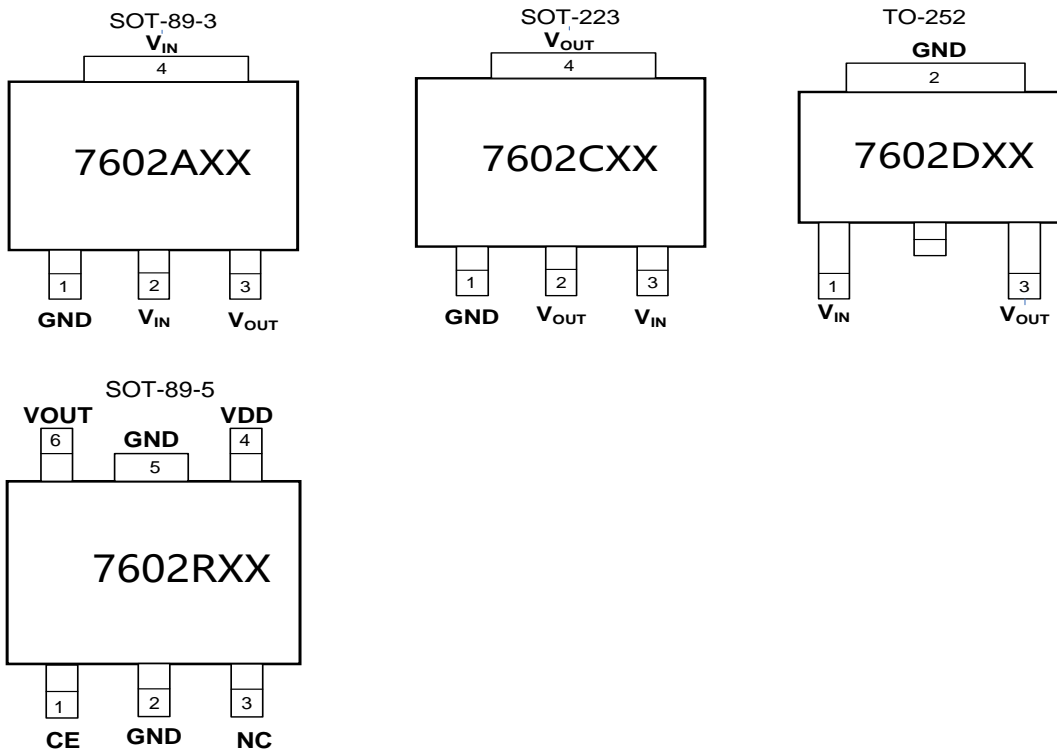 SOT-89-3
VIN
4
7602AXX
1
2
3
GND
VIN
VOUT
SOT-223
VOUT
4
7602CXX
1
2
3
GND
VOUT
VIN
TO-252
GND
2
7602DXX
1
3
VIN
VOUT
SOT-89-5
VOUT
GND
VDD
6
5
4
7602RXX
1
2
3
CE
GND
NC